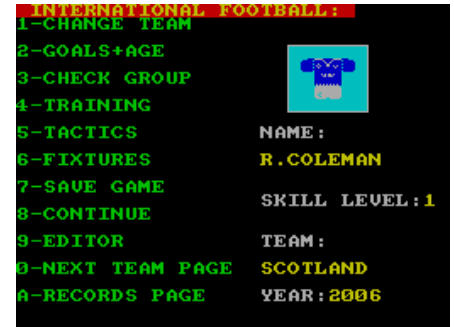 INTERNATIONAL FOOTBALL:
1-CHANGE TEAM
2-GOALS+AGE
3-CHECK GROUP
4-TRAINING
5-TACTICS
6-FIXTURES
7-SAVE GAME
8-CONTINUE
9-EDITOR
0-NEXT TEAM PAGE
A-RECORDS PAGE
NAME:
R.COLEMAN
SKILL LEVEL:1
TEAM:
SCOTLAND
YEAR:2006